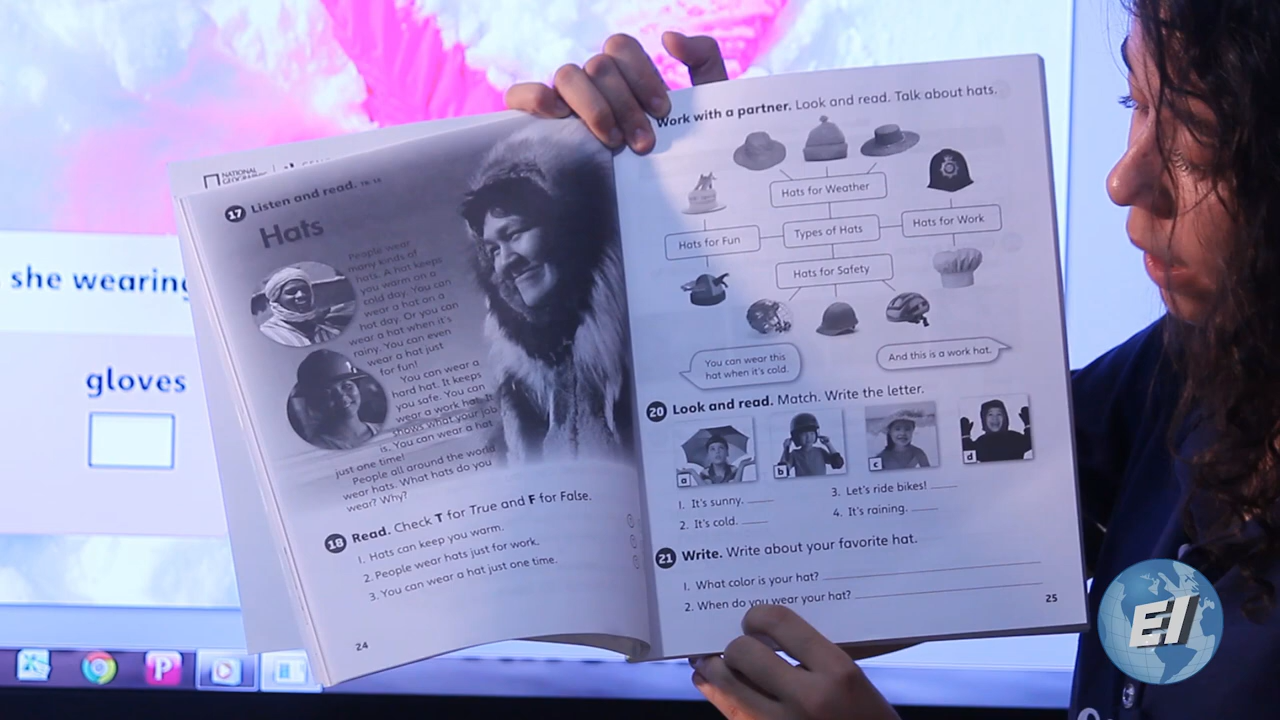 she wearing
gloves
NATIONAL
GEOGRAPHIC
17 Listen and read. TR: 44
Hats
People wear
many kinds of
hats. A hat keeps
you warm on a
cold day. You can
wear a hat on a
hot day. Or you can
wear a hat when it's
rainy. You can even
wear a hat just
for fun!
You can wear a
hard hat. It keeps
you safe. You can
wear a work hat. It
shows what your job
is. You can wear a hat
just one time!
People all around the world
wear hats. What hats do you
wear? Why?
18 Read. Check T for True and F for False.
1. Hats can keep you warm.
2. People wear hats just for work.
3. You can wear a hat just one time.
24
Work with a partner. Look and read. Talk about hats.
Hats for Weather
Hats for Fun
Types of Hats
Hats for Work
Hats for Safety
You can wear this
hat when it's cold.
And this is a work hat.
20 Look and read. Match. Write the letter.
a
b
c
d
1. It's sunny.
2. It's cold.
3. Let's ride bikes!
4. It's raining.
21 Write. Write about your favorite hat.
1. What color is your hat?
2. When do you wear your hat?
25
EI